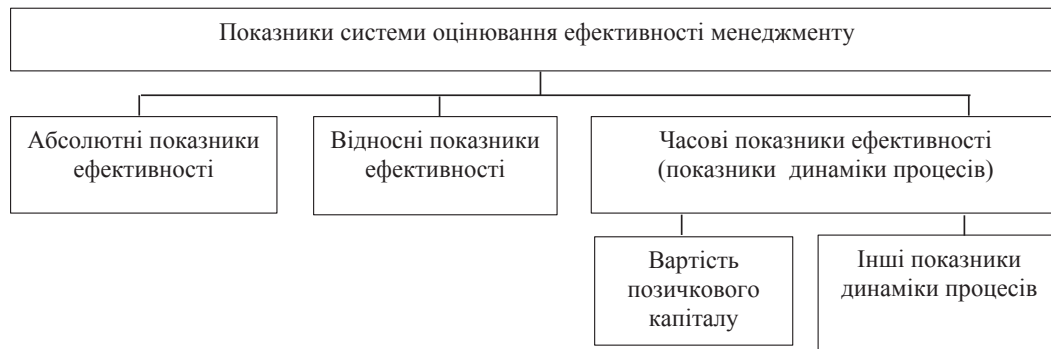 Показники системи оцінювання ефективності менеджменту
Абсолютні показники
ефективності
Відносні показники
ефективності
Часові показники ефективності
(показники динаміки процесів)
Вартість
позичкового
капіталу
Інші показники
динаміки процесів